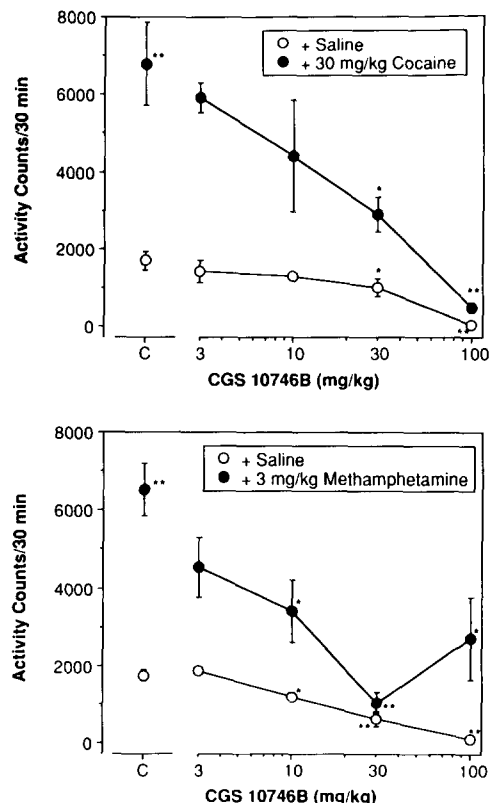 8000
6000
4000
2000
0
Activity Counts/30 min
○ + Saline
● + 30 mg/kg Cocaine
**
*
*
**
**
C 3 10 30 100
CGS 10746B (mg/kg)
8000
6000
4000
2000
0
Activity Counts/30 min
○ + Saline
● + 3 mg/kg Methamphetamine
**
*
*
**
**
*
**
C 3 10 30 100
CGS 10746B (mg/kg)